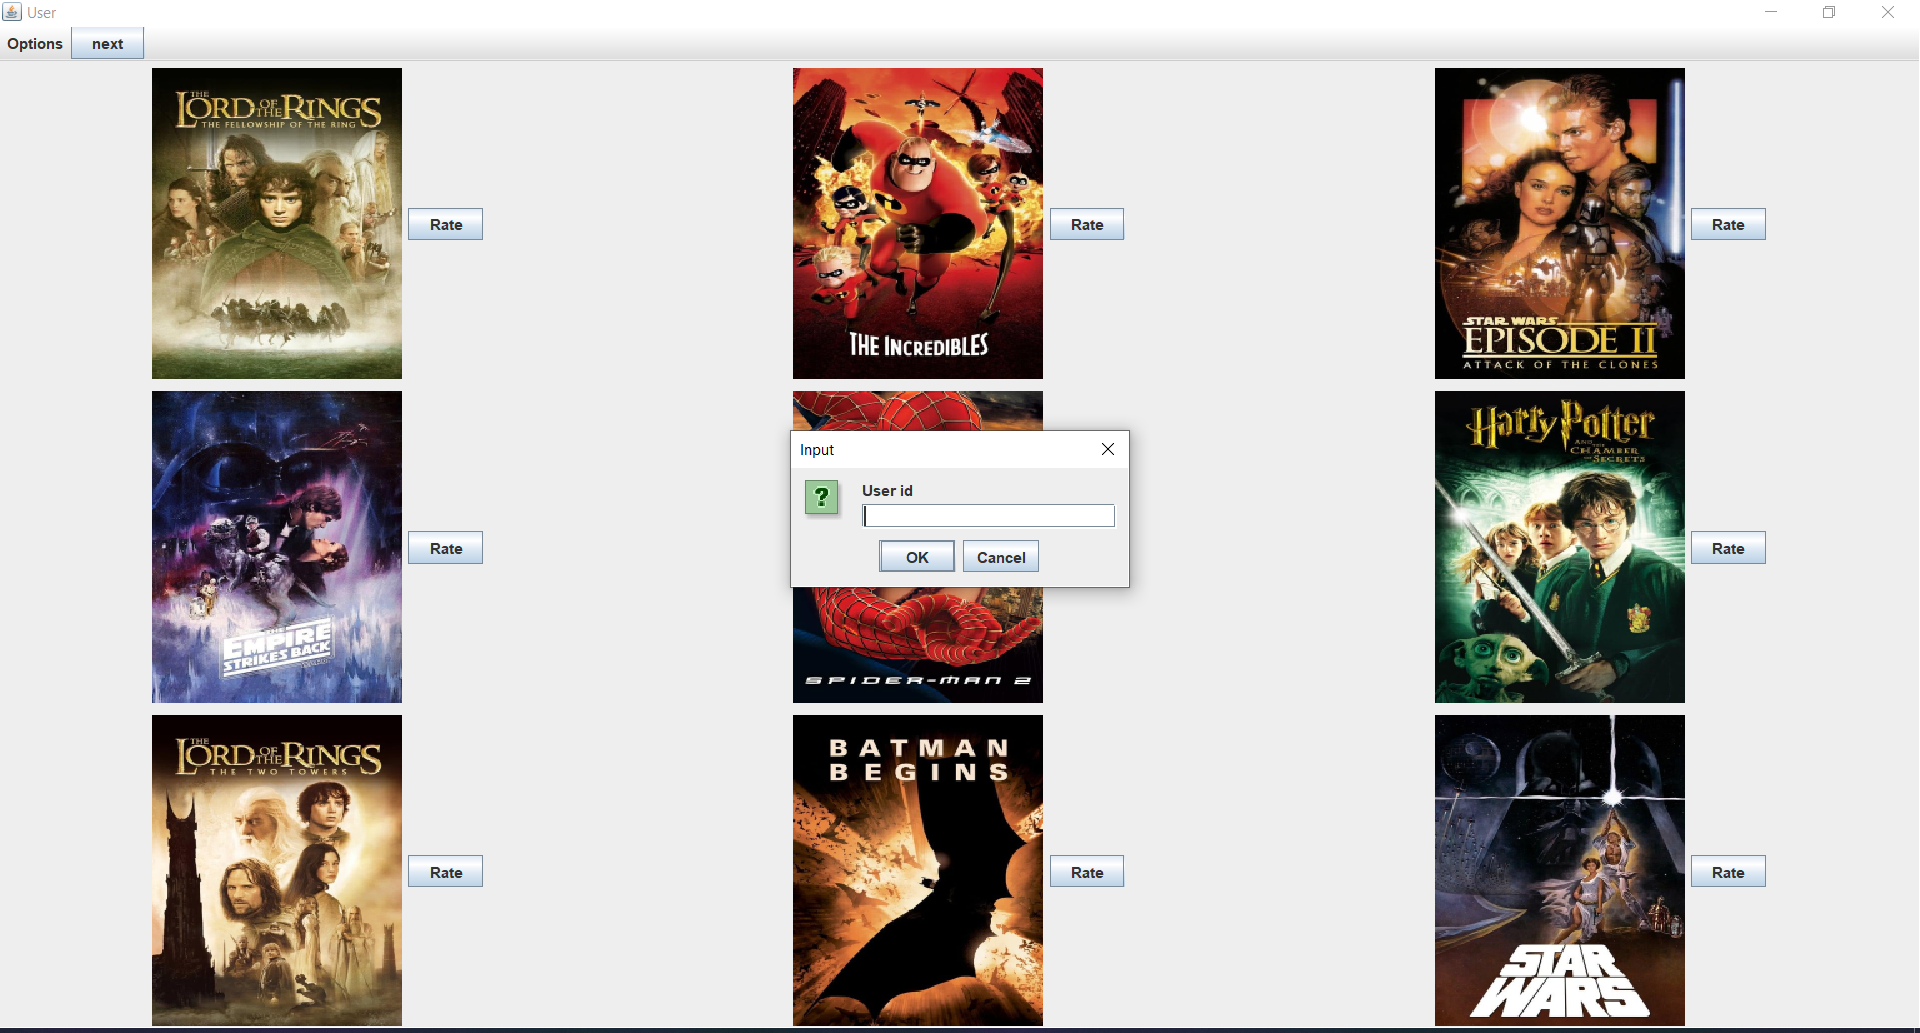 User
Options
next
THE
LORD OF THE RINGS
THE FELLOWSHIP OF THE RING
Rate
THE INCREDIBLES
Rate
STAR WARS
EPISODE II
ATTACK OF THE CLONES
Rate
THE
EMPIRE
STRIKES BACK
Rate
Input
User id
OK
Cancel
SPIDER-MAN 2
Harry Potter
AND THE
CHAMBER
OF SECRETS
Rate
THE
LORD OF THE RINGS
THE TWO TOWERS
Rate
BATMAN
BEGINS
Rate
STAR
WARS
Rate